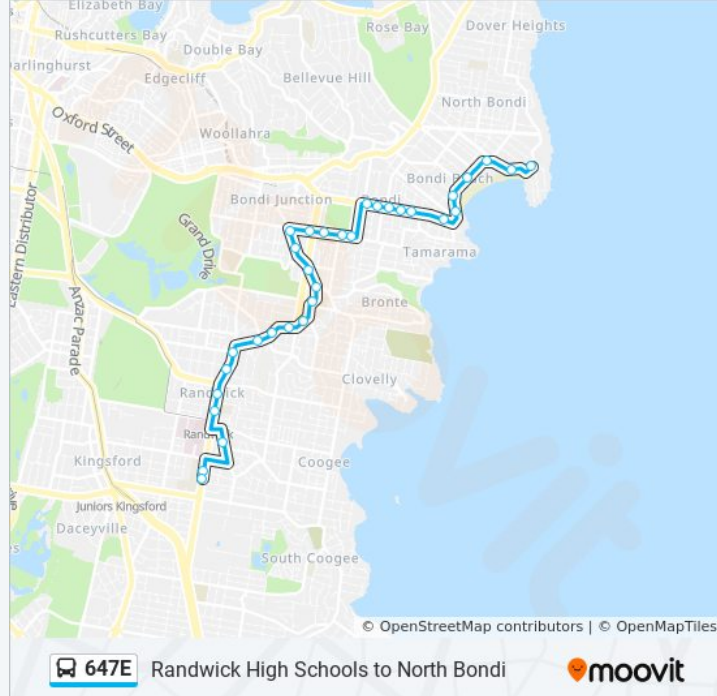 Elizabeth Bay
Rushcutters Bay
Rose Bay
Dover Heights
Double Bay
Darlinghurst
Edgecliff
Bellevue Hill
North Bondi
Oxford Street
Woollahra
Bondi Beach
Bondi Junction
Bondi
Eastern Distributor
Grand Drive
Tamarama
Anzac Parade
Bronte
Clovelly
Randwick
Randwick
Kingsford
Coogee
Juniors Kingsford
Daceyville
South Coogee
© OpenStreetMap contributors | © OpenMapTiles
647E Randwick High Schools to North Bondi
moovit